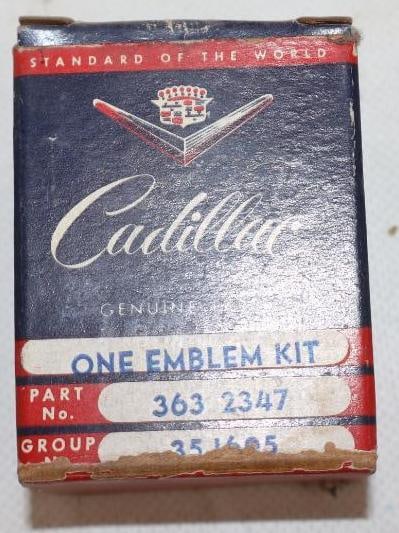 STANDARD OF THE WORLD
Cadillac
GENUINE
ONE EMBLEM KIT
PART
No. 363 2347
GROUP